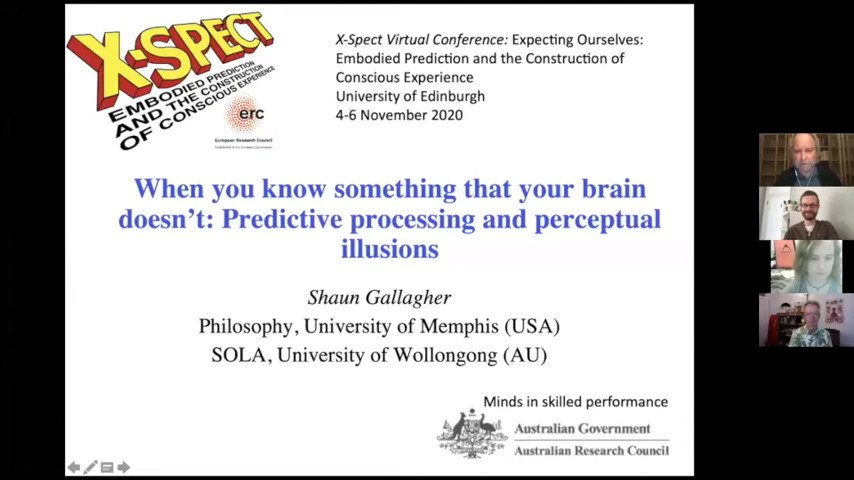 X-SPECT
EMBODIED PREDICTION
AND THE CONSTRUCTION
OF CONSCIOUS EXPERIENCE
erc
European Research Council
X-Spect Virtual Conference: Expecting Ourselves:
Embodied Prediction and the Construction of
Conscious Experience
University of Edinburgh
4-6 November 2020
When you know something that your brain
doesn't: Predictive processing and perceptual
illusions
Shaun Gallagher
Philosophy, University of Memphis (USA)
SOLA, University of Wollongong (AU)
Minds in skilled performance
Australian Government
Australian Research Council